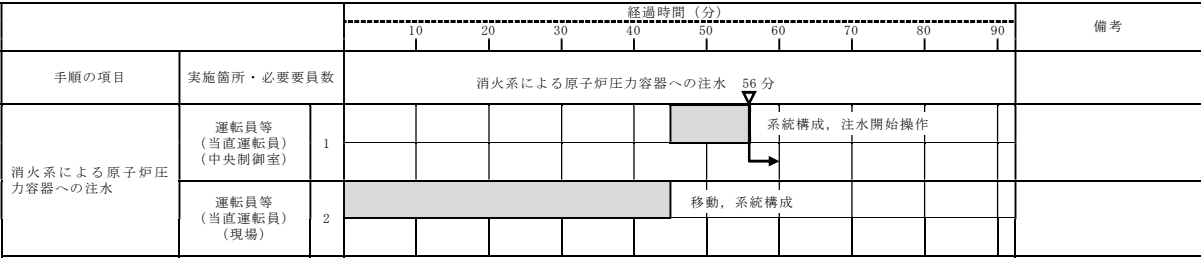 経過時間（分）
備考
10 20 30 40 50 60 70 80 90
手順の項目
実施箇所・必要要員数
消火系による原子炉圧力容器への注水 56分
消火系による原子炉圧
力容器への注水
運転員等
（当直運転員）
（中央制御室）
1
系統構成，注水開始操作
運転員等
（当直運転員）
（現場）
2
移動，系統構成